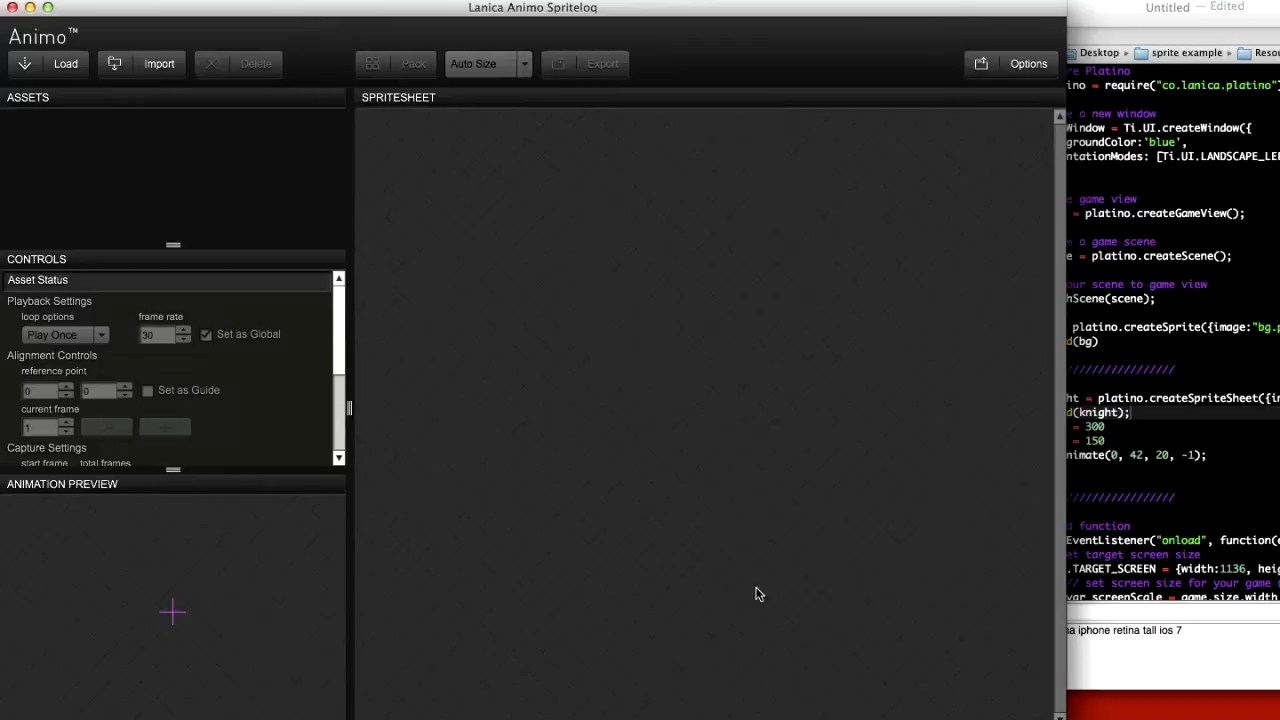 Lanica Animo Spriteloq
Untitled — Edited
Animo™
Load
Import
Delete
Pack
Auto Size
Export
Options
ASSETS
SPRITESHEET
CONTROLS
Asset Status
Playback Settings
loop options
frame rate
Play Once
30
Set as Global
Alignment Controls
reference point
0
0
Set as Guide
current frame
1
Capture Settings
start frame
total frames
ANIMATION PREVIEW
Desktop
sprite example
Reso
re Platino
ino = require("co.lanica.platino"
e a new window
Window = Ti.UI.createWindow({
groundColor:'blue',
ntationModes: [Ti.UI.LANDSCAPE_LE
e game view
= platino.createGameView();
e a game scene
e = platino.createScene();
our scene to game view
hScene(scene);
platino.createSprite({image:"bg.p
d(bg)
/////////////////
ht = platino.createSpriteSheet({i
d(knight);
= 300
= 150
nimate(0, 42, 20, -1);
/////////////////
d function
EventListener("onload", function(e
et target screen size
.TARGET_SCREEN = {width:1136, heig
// set screen size for your game
var screenScale = game.size.width
na iphone retina tall ios 7